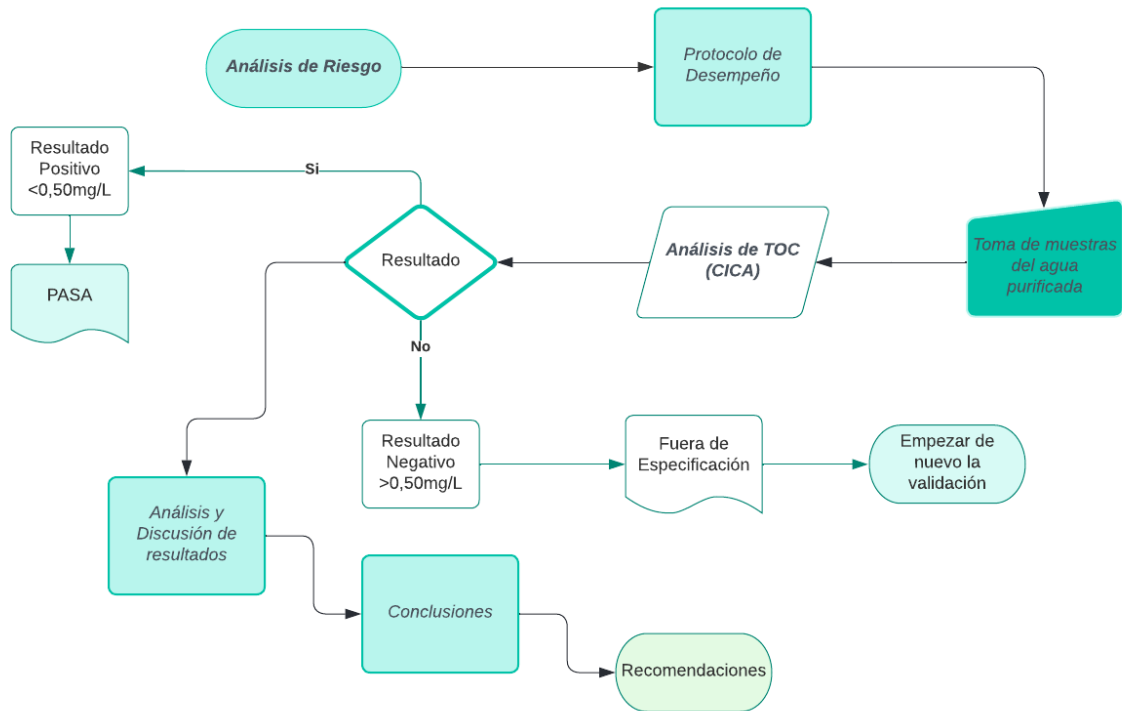 Análisis de Riesgo
Protocolo de
Desempeño
Resultado
Positivo
<0,50mg/L
Si
PASA
Resultado
Análisis de TOC
(CICA)
Toma de muestras
del agua
purificada
No
Resultado
Negativo
>0,50mg/L
Fuera de
Especificación
Empezar de
nuevo la
validación
Análisis y
Discusión de
resultados
Conclusiones
Recomendaciones